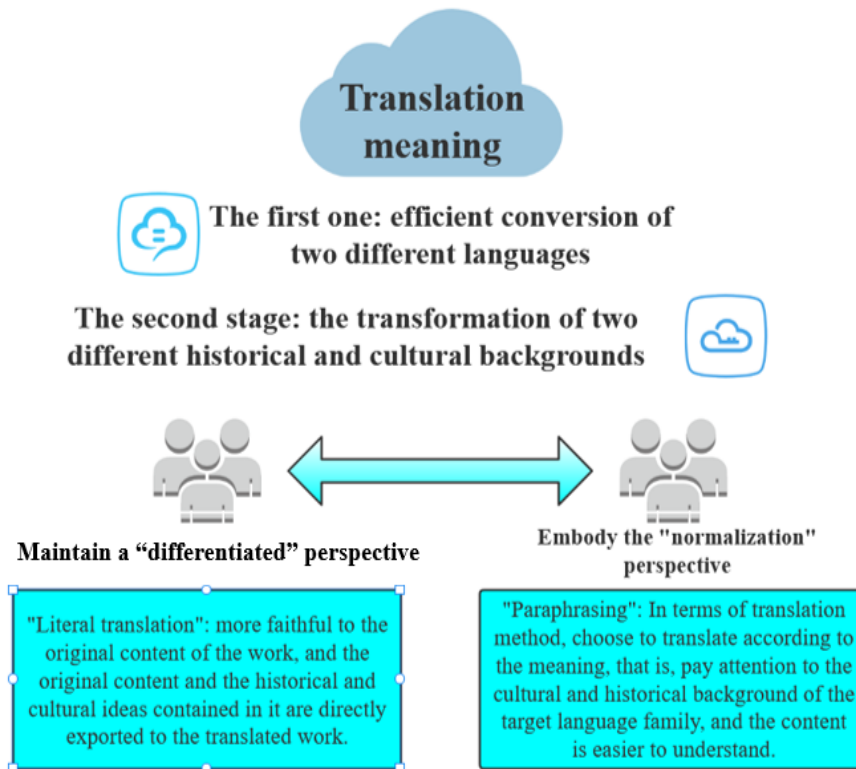 Translation
meaning
The first one: efficient conversion of
two different languages
The second stage: the transformation of two
different historical and cultural backgrounds
Maintain a “differentiated” perspective
"Literal translation": more faithful to the
original content of the work, and the
original content and the historical and
cultural ideas contained in it are directly
exported to the translated work.
Embody the "normalization"
perspective
"Paraphrasing": In terms of translation
method, choose to translate according to
the meaning, that is, pay attention to the
cultural and historical background of the
target language family, and the content
is easier to understand.